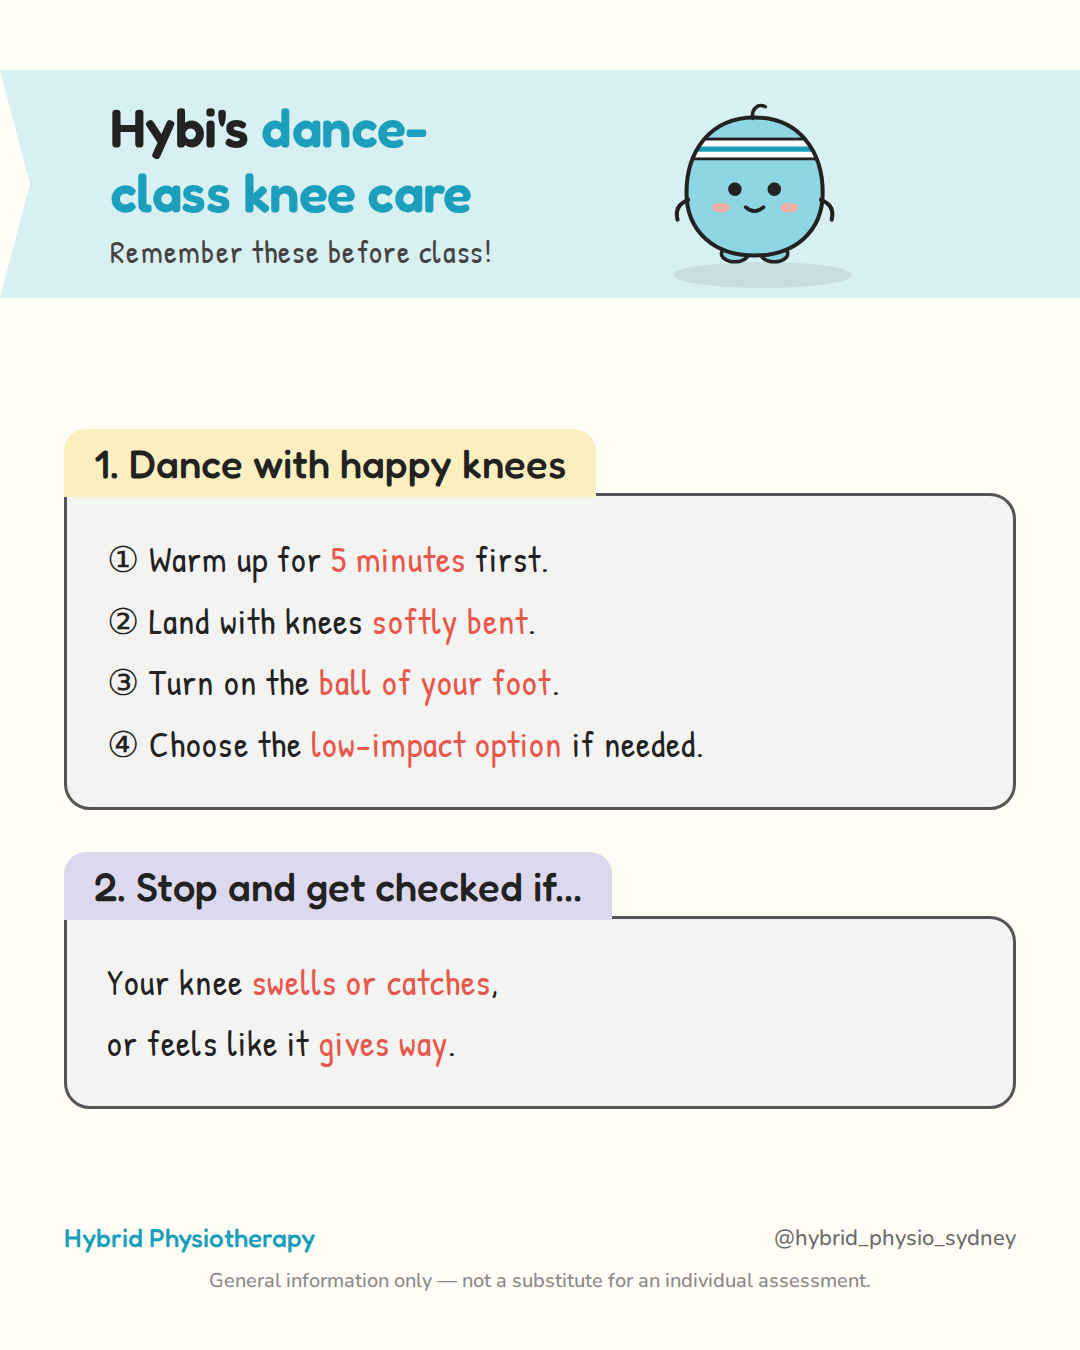 Hybi's dance-
class knee care
Remember these before class!
1. Dance with happy knees
① Warm up for 5 minutes first.
② Land with knees softly bent.
③ Turn on the ball of your foot.
④ Choose the low-impact option if needed.
2. Stop and get checked if...
Your knee swells or catches,
or feels like it gives way.
Hybrid Physiotherapy
@hybrid_physio_sydney
General information only — not a substitute for an individual assessment.